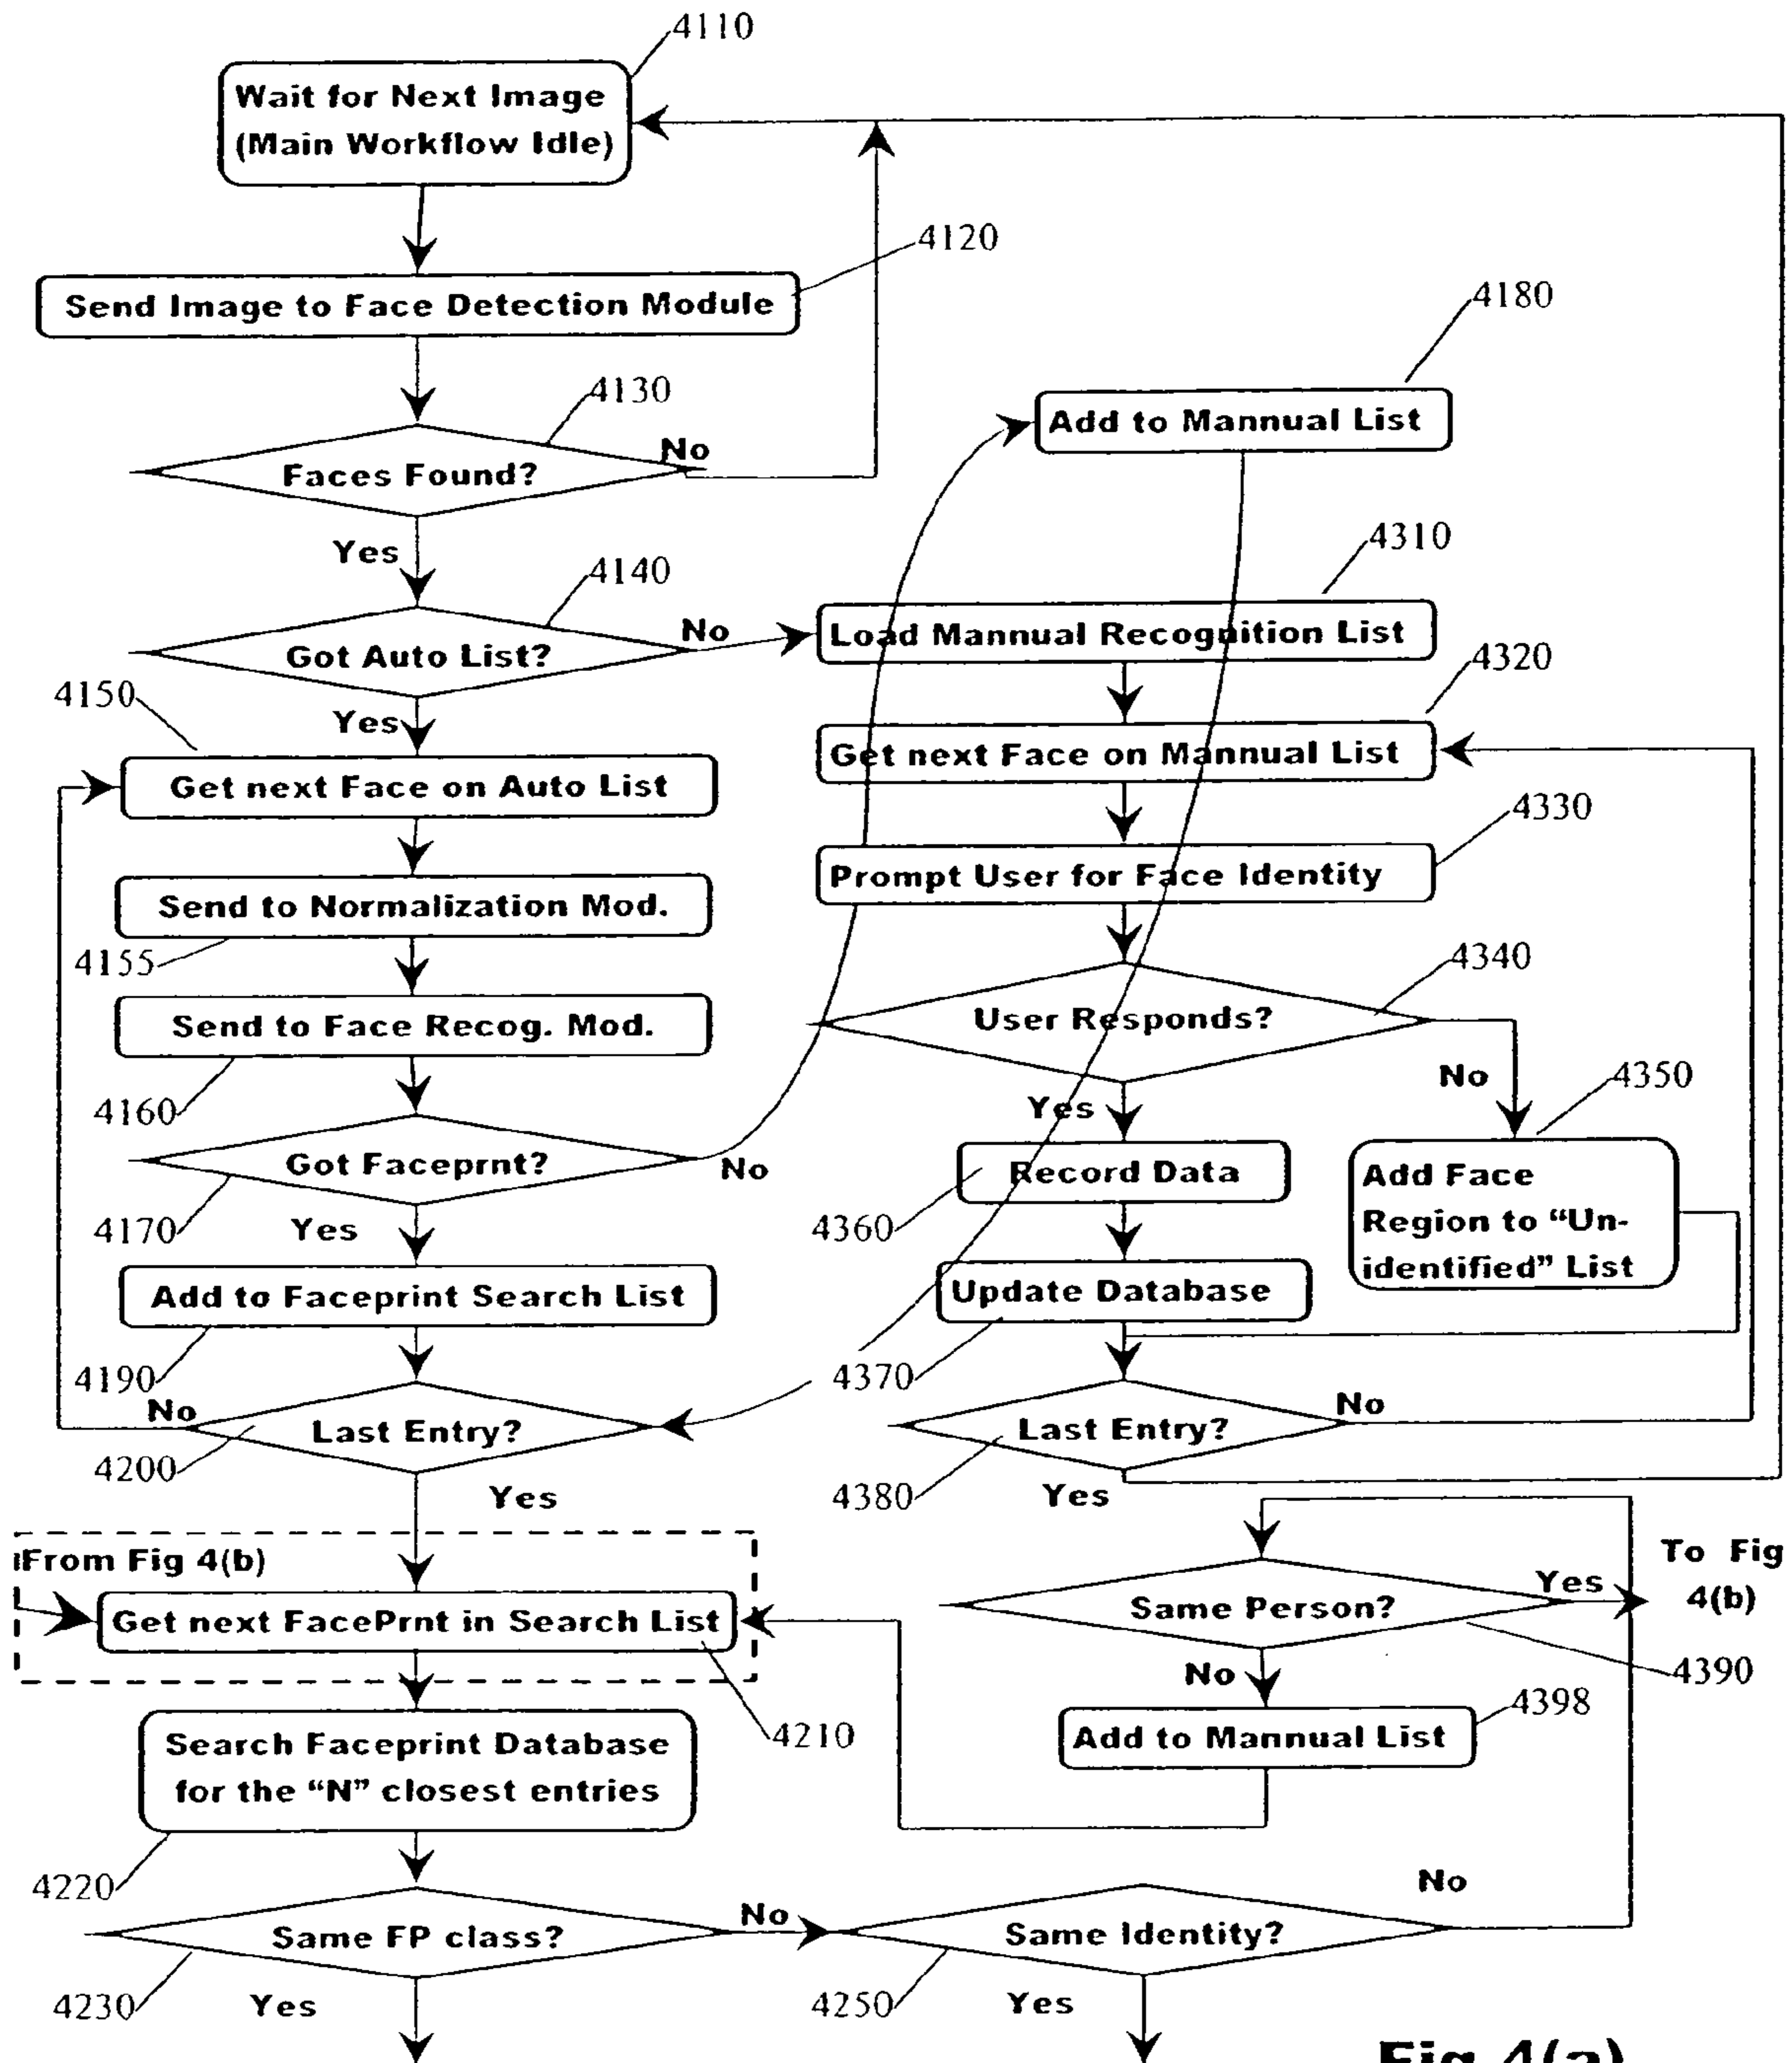 4110
Wait for Next Image
(Main Workflow Idle)
4120
Send Image to Face Detection Module
4180
4130
Add to Mannual List
No
Faces Found?
4310
Yes
4140
No
Load Mannual Recognition List
Got Auto List?
4320
4150
Yes
Get next Face on Mannual List
Get next Face on Auto List
4330
Prompt User for Face Identity
Send to Normalization Mod.
4155
4340
User Responds?
Send to Face Recog. Mod.
No
4350
4160
Yes
Got Faceprnt?
No
Record Data
Add Face
Region to “Un-
identified” List
4170
Yes
4360
Add to Faceprint Search List
Update Database
4190
4370
No
No
Last Entry?
Last Entry?
4200
Yes
4380
Yes
From Fig 4(b)
To Fig
4(b)
Yes
Same Person?
Get next FacePrnt in Search List
No
4390
4398
4210
Add to Mannual List
Search Faceprint Database
for the “N” closest entries
4220
No
No
Same FP class?
Same Identity?
4230
Yes
4250
Yes
Fig 4(a)